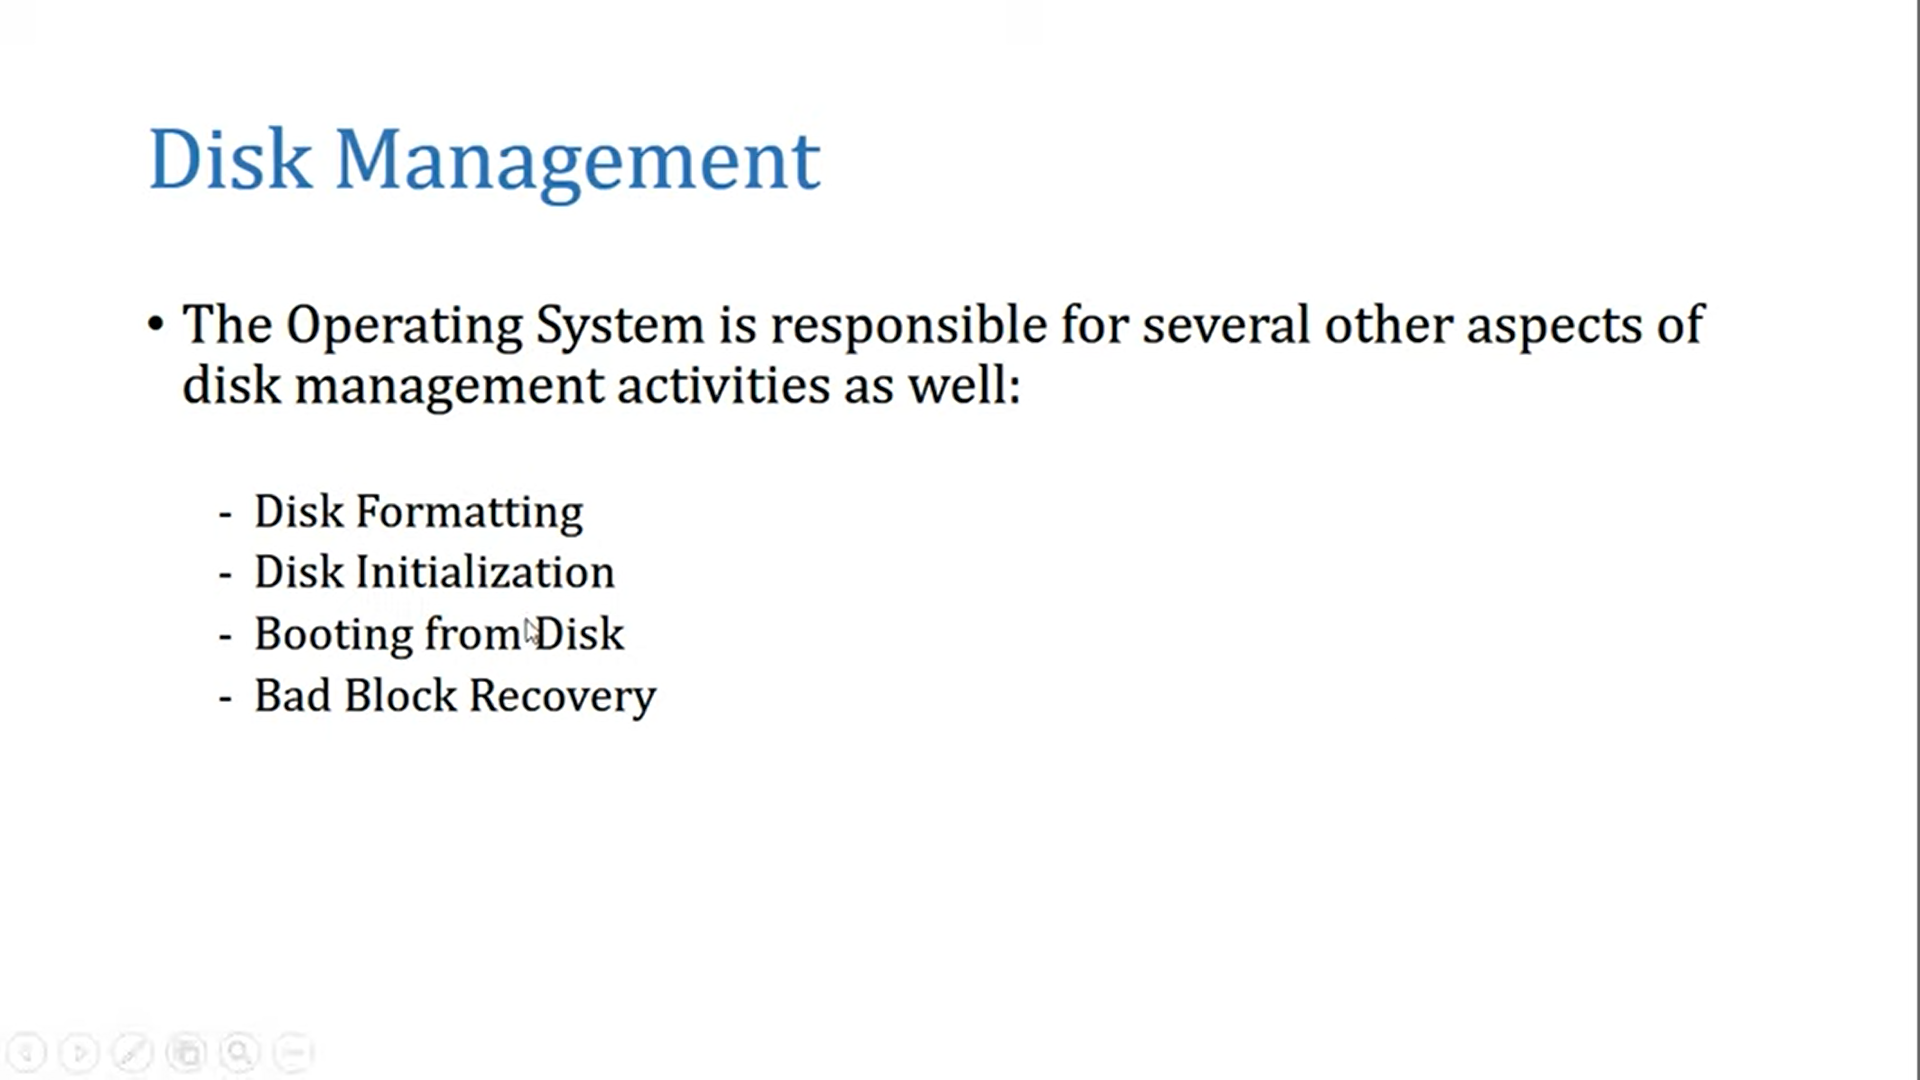 Disk Management
• The Operating System is responsible for several other aspects of
disk management activities as well:
- Disk Formatting
- Disk Initialization
- Booting from Disk
- Bad Block Recovery